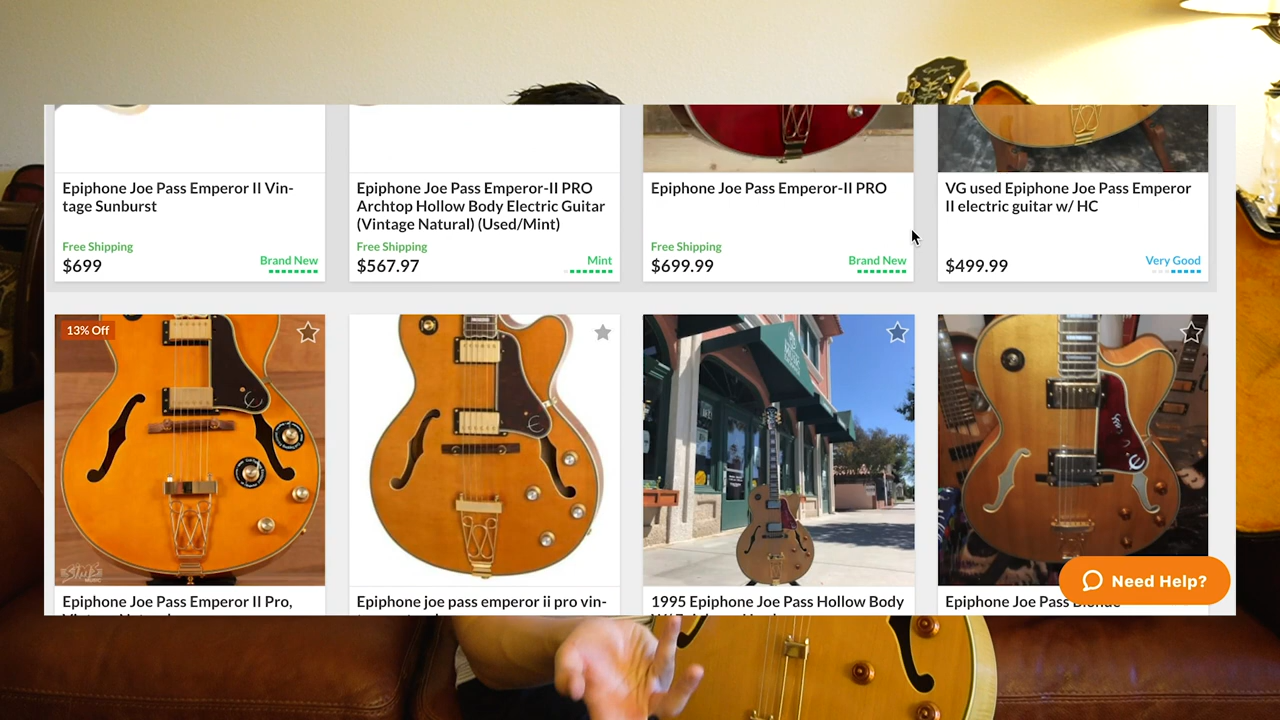 Epiphone Joe Pass Emperor II Vin-
tage Sunburst
Free Shipping
$699
Brand New
Epiphone Joe Pass Emperor-II PRO
Archtop Hollow Body Electric Guitar
(Vintage Natural) (Used/Mint)
Free Shipping
$567.97
Mint
Epiphone Joe Pass Emperor-II PRO
Free Shipping
$699.99
Brand New
VG used Epiphone Joe Pass Emperor
II electric guitar w/ HC
$499.99
Very Good
13% Off
Epiphone Joe Pass Emperor II Pro,
Epiphone joe pass emperor ii pro vin-
1995 Epiphone Joe Pass Hollow Body
Epiphone Joe Pass Blonde
Need Help?